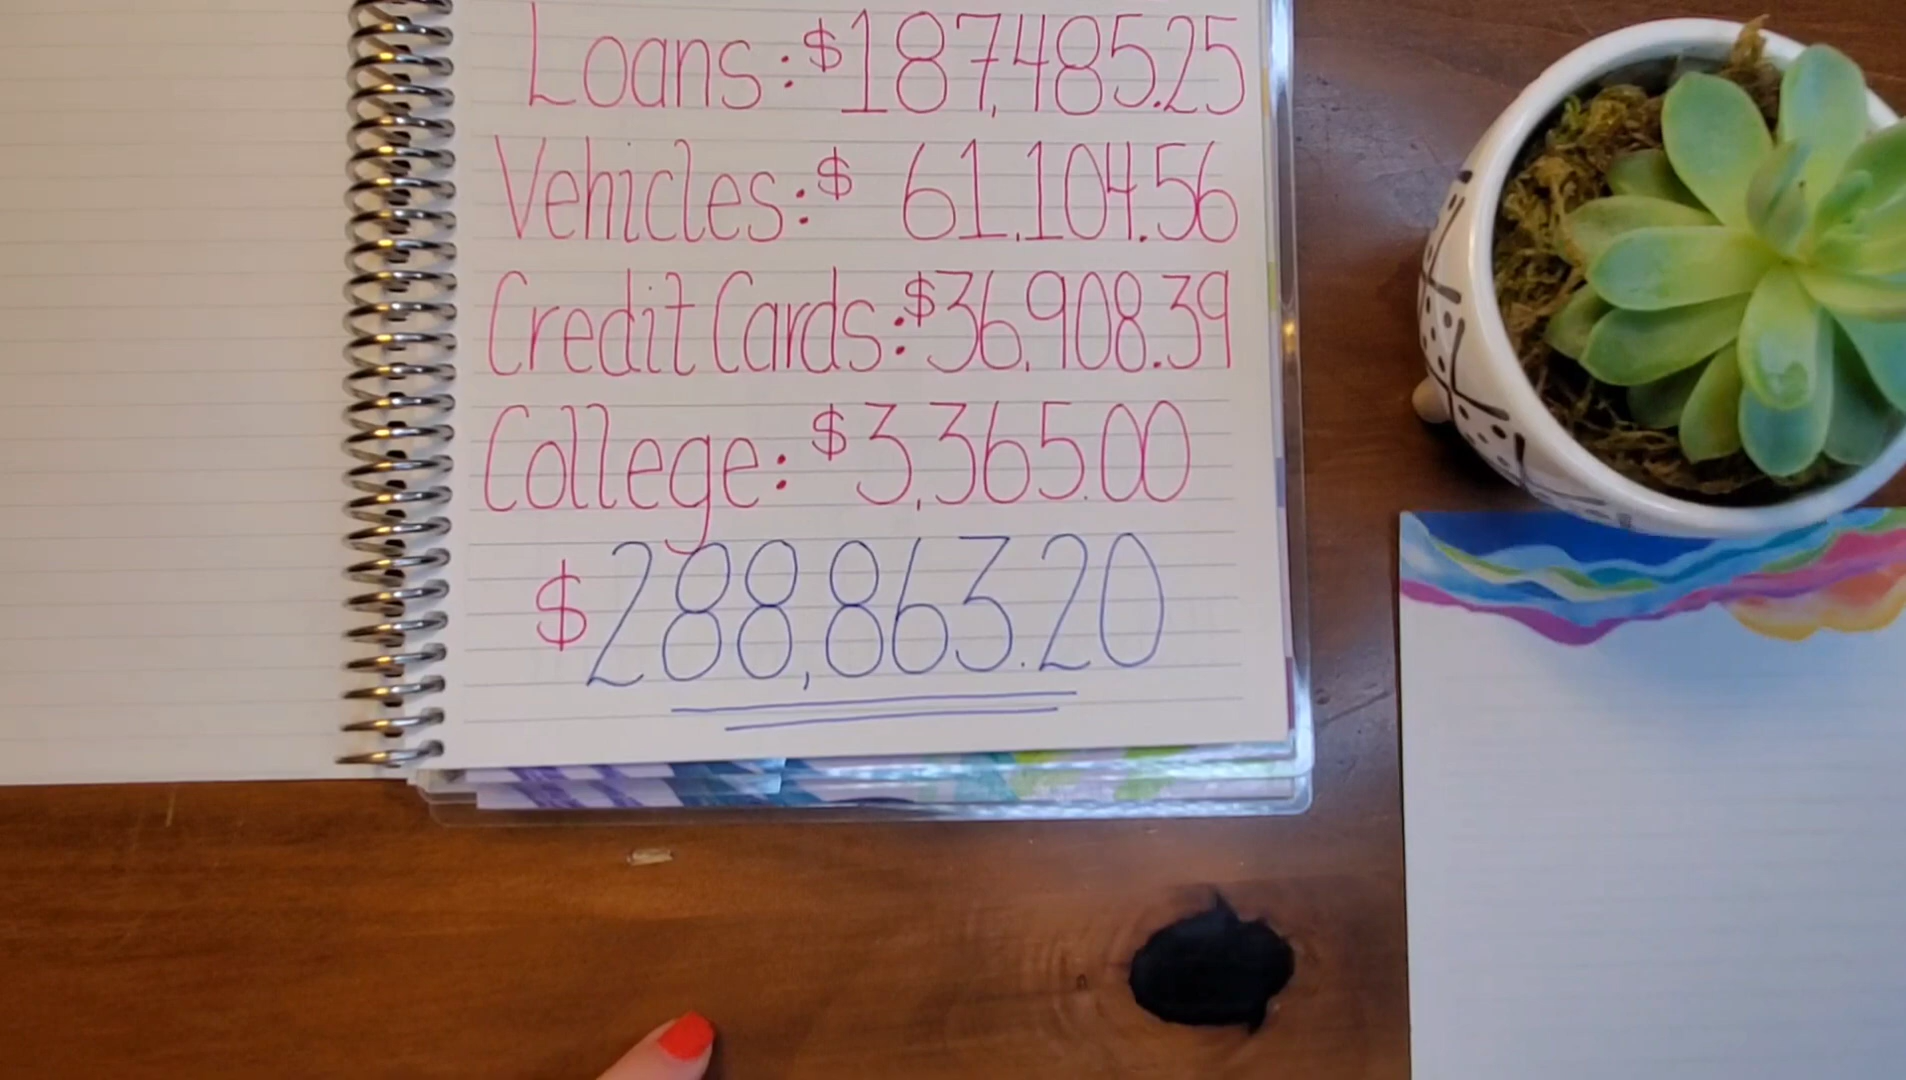 Loans: $187,485.25
Vehicles: $ 61,104.56
Credit Cards: $36,908.39
College: $3,365.00
$288,863.20